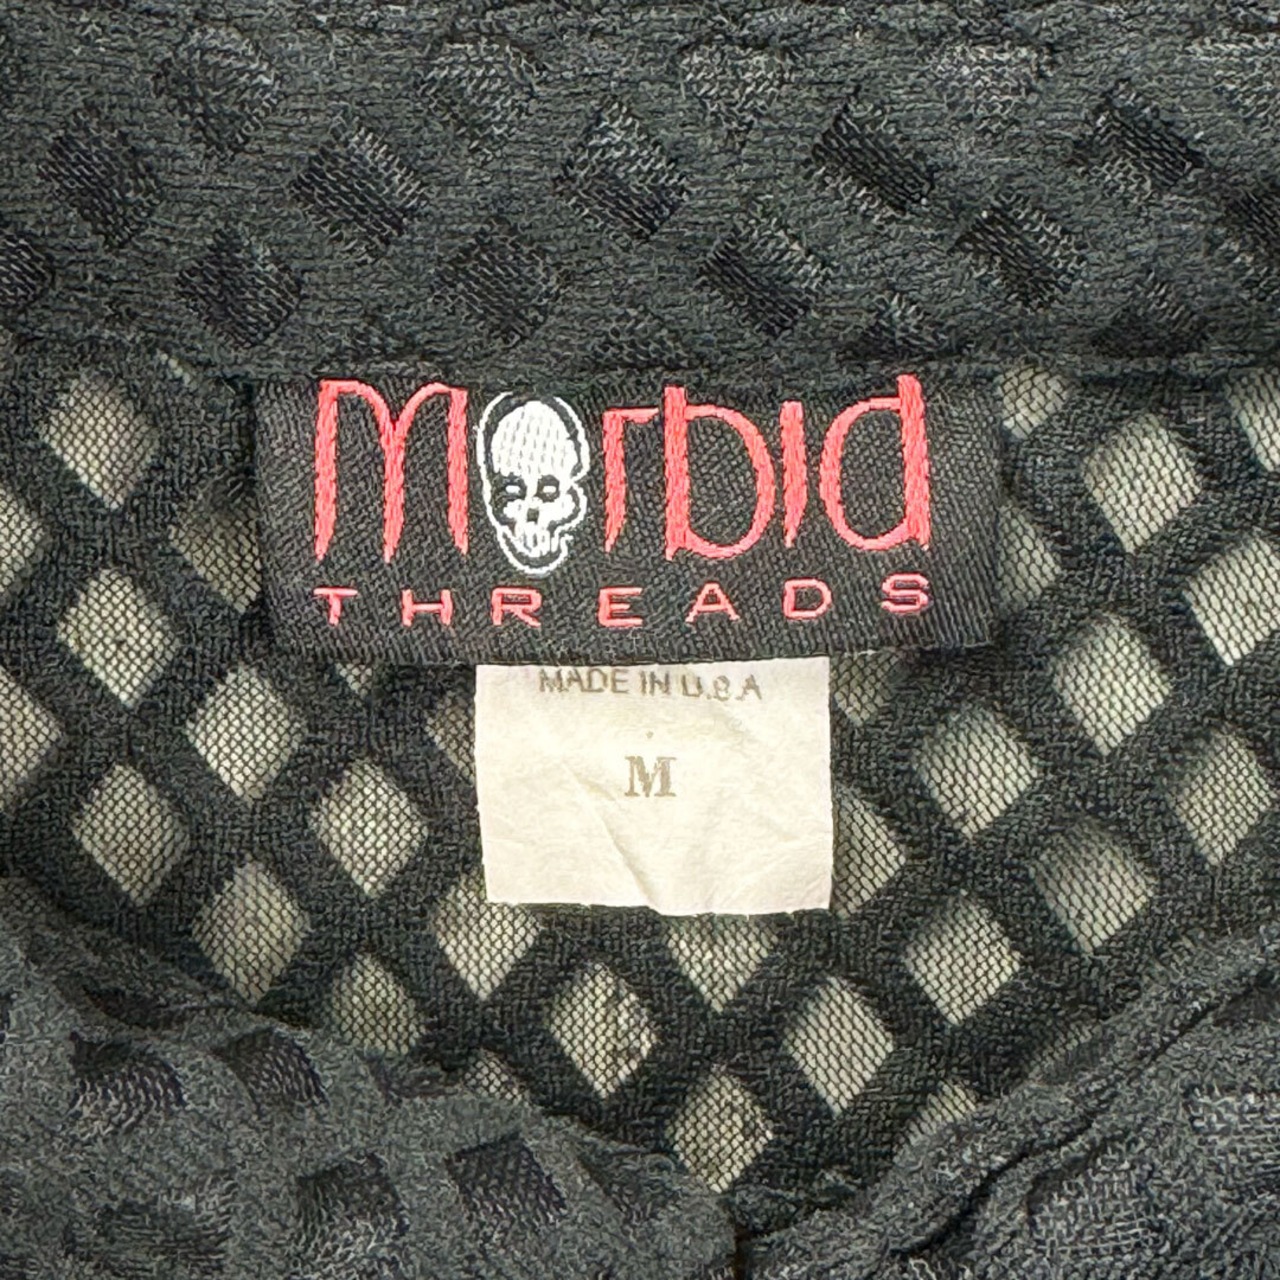 Morbid
THREADS
MADE IN U.S.A
M